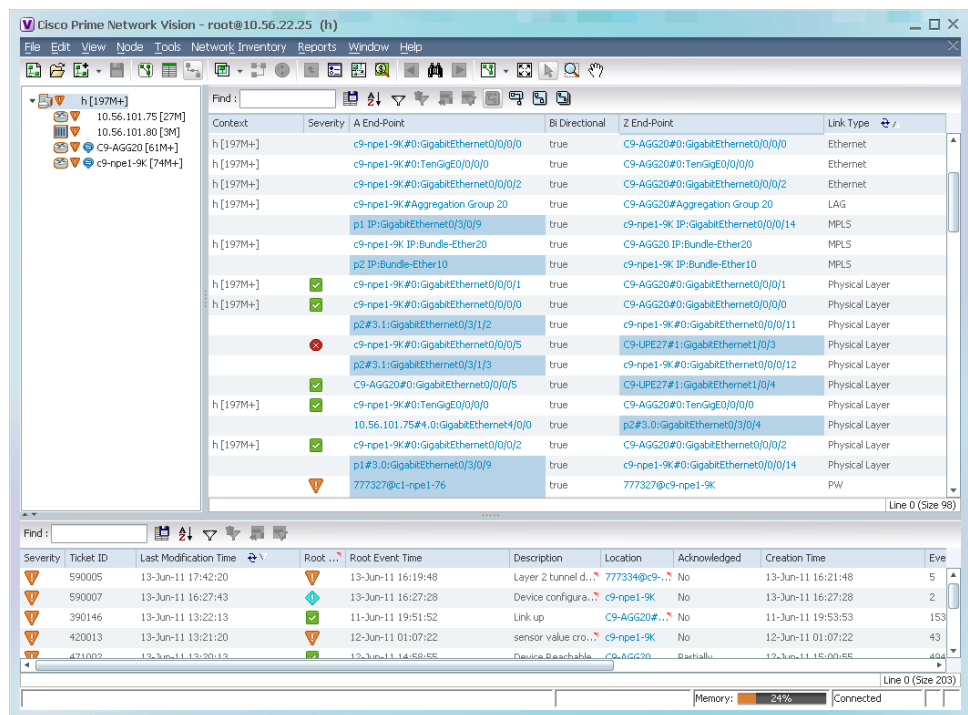 Cisco Prime Network Vision - root@10.56.22.25 (h)
File Edit View Node Tools Network Inventory Reports Window Help
h [197M+]
10.56.101.75 [27M]
10.56.101.80 [3M]
C9-AGG20 [61M+]
c9-npe1-9K [74M+]
Find :
Context Severity A End-Point Bi Directional Z End-Point Link Type
h [197M+] c9-npe1-9K#0:GigabitEthernet0/0/0/0 true C9-AGG20#0:GigabitEthernet0/0/0/0 Ethernet
h [197M+] c9-npe1-9K#0:TenGigE0/0/0/0 true C9-AGG20#0:TenGigE0/0/0/0 Ethernet
h [197M+] c9-npe1-9K#0:GigabitEthernet0/0/0/2 true C9-AGG20#0:GigabitEthernet0/0/0/2 Ethernet
h [197M+] c9-npe1-9K#Aggregation Group 20 true C9-AGG20#Aggregation Group 20 LAG
p1 IP:GigabitEthernet0/3/0/9 true c9-npe1-9K IP:GigabitEthernet0/0/0/14 MPLS
h [197M+] c9-npe1-9K IP:Bundle-Ether20 true C9-AGG20 IP:Bundle-Ether20 MPLS
p2 IP:Bundle-Ether10 true c9-npe1-9K IP:Bundle-Ether10 MPLS
h [197M+] c9-npe1-9K#0:GigabitEthernet0/0/0/1 true C9-AGG20#0:GigabitEthernet0/0/0/1 Physical Layer
h [197M+] c9-npe1-9K#0:GigabitEthernet0/0/0/0 true C9-AGG20#0:GigabitEthernet0/0/0/0 Physical Layer
p2#3.1:GigabitEthernet0/3/1/2 true c9-npe1-9K#0:GigabitEthernet0/0/0/11 Physical Layer
c9-npe1-9K#0:GigabitEthernet0/0/0/5 true C9-UPE27#1:GigabitEthernet1/0/3 Physical Layer
p2#3.1:GigabitEthernet0/3/1/3 true c9-npe1-9K#0:GigabitEthernet0/0/0/12 Physical Layer
C9-AGG20#0:GigabitEthernet0/0/0/5 true C9-UPE27#1:GigabitEthernet1/0/4 Physical Layer
h [197M+] c9-npe1-9K#0:TenGigE0/0/0/0 true C9-AGG20#0:TenGigE0/0/0/0 Physical Layer
10.56.101.75#4.0:GigabitEthernet4/0/0 true p2#3.0:GigabitEthernet0/3/0/4 Physical Layer
h [197M+] c9-npe1-9K#0:GigabitEthernet0/0/0/2 true C9-AGG20#0:GigabitEthernet0/0/0/2 Physical Layer
p1#3.0:GigabitEthernet0/3/0/9 true c9-npe1-9K#0:GigabitEthernet0/0/0/14 Physical Layer
777327@c1-npe1-76 true 777327@c9-npe1-9K PW
Line 0 (Size 98)
Find :
Severity Ticket ID Last Modification Time Root ... Root Event Time Description Location Acknowledged Creation Time Eve
590005 13-Jun-11 17:42:20 13-Jun-11 16:19:48 Layer 2 tunnel d... 777334@c9-... No 13-Jun-11 16:21:48 5
590007 13-Jun-11 16:27:43 13-Jun-11 16:27:28 Device configura... c9-npe1-9K No 13-Jun-11 16:27:28 2
390146 13-Jun-11 13:22:13 11-Jun-11 19:51:52 Link up C9-AGG20#... No 11-Jun-11 19:53:53 153
420013 13-Jun-11 13:21:20 12-Jun-11 01:07:22 sensor value cro... c9-npe1-9K No 12-Jun-11 01:07:22 43
471002 13-Jun-11 13:20:13 12-Jun-11 14:58:55 Device Reachable C9-AGG20 Partially 12-Jun-11 15:00:55 494
Line 0 (Size 203)
Memory: 24% Connected